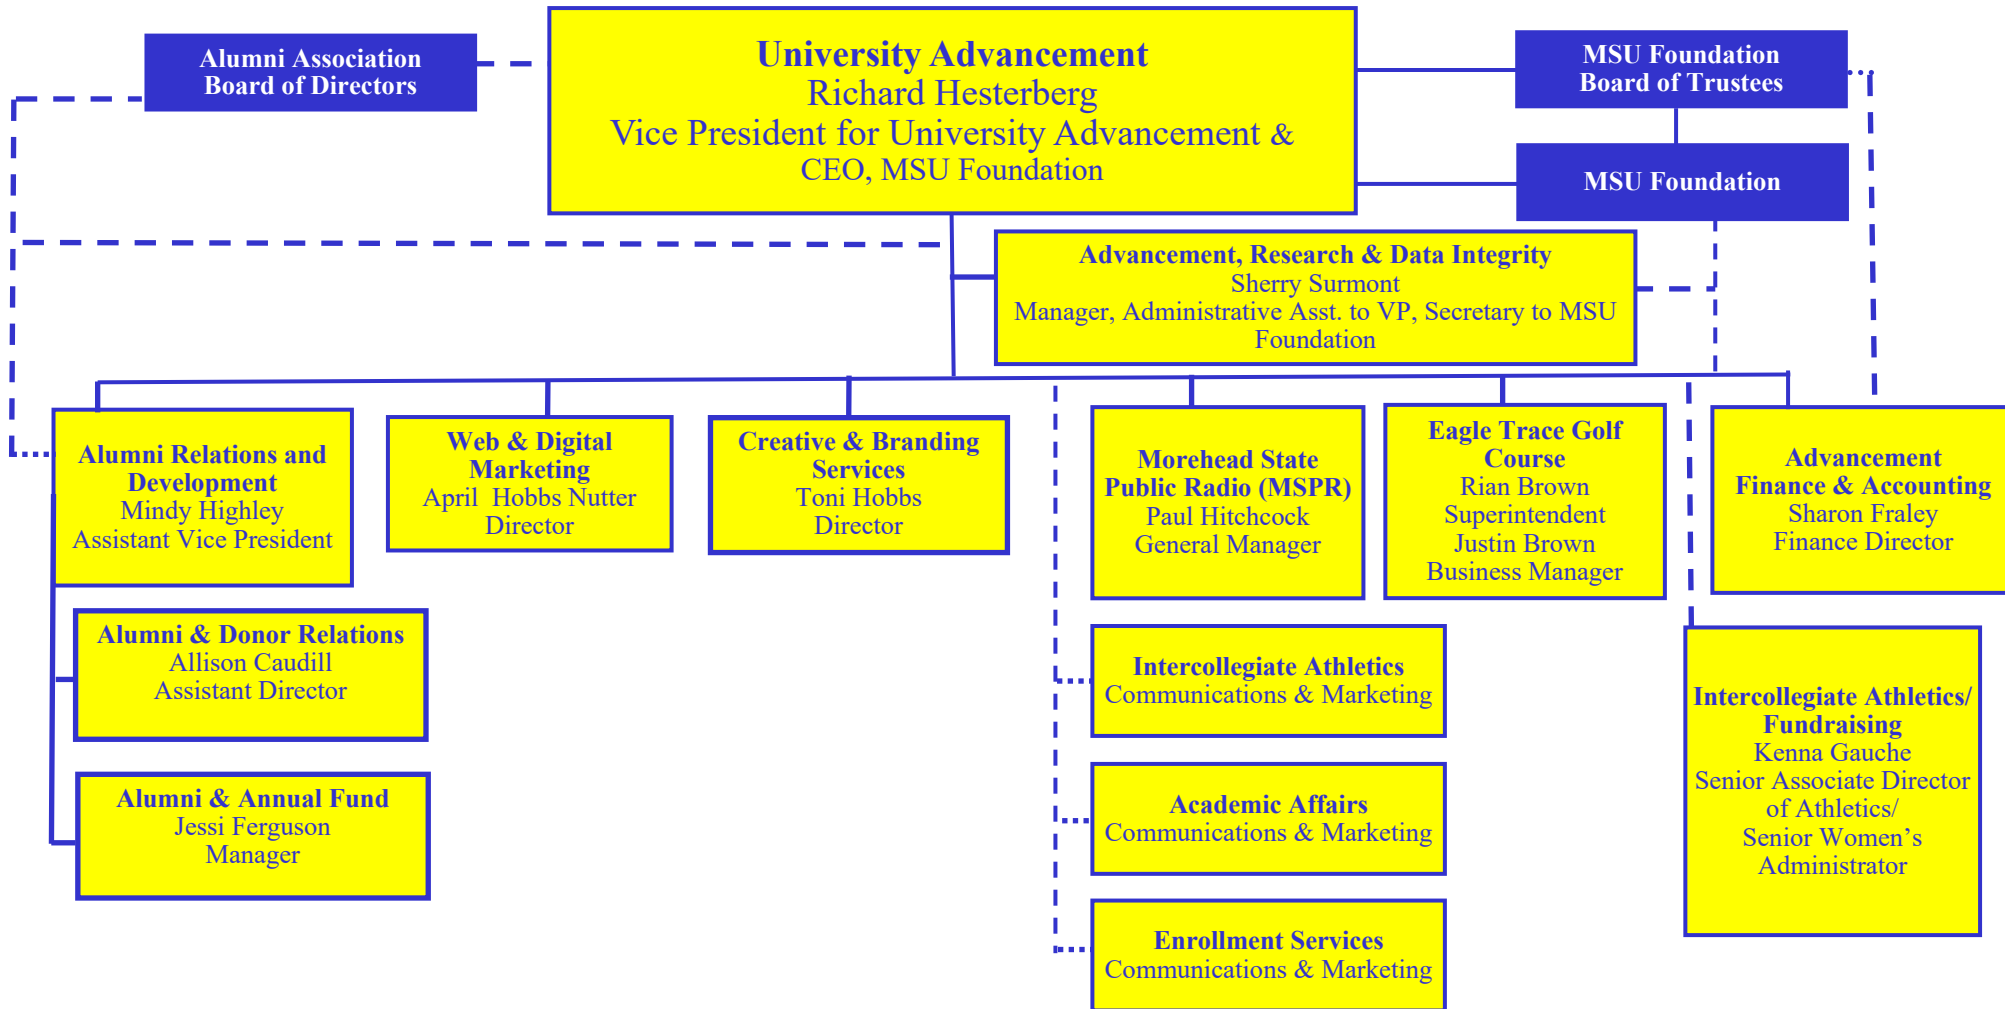 Alumni Association
Board of Directors
University Advancement
Richard Hesterberg
Vice President for University Advancement &
CEO, MSU Foundation
MSU Foundation
Board of Trustees
MSU Foundation
Advancement, Research & Data Integrity
Sherry Surmont
Manager, Administrative Asst. to VP, Secretary to MSU
Foundation
Alumni Relations and
Development
Mindy Highley
Assistant Vice President
Web & Digital
Marketing
April  Hobbs Nutter
Director
Creative & Branding
Services
Toni Hobbs
Director
Morehead State
Public Radio (MSPR)
Paul Hitchcock
General Manager
Eagle Trace Golf
Course
Rian Brown
Superintendent
Justin Brown
Business Manager
Advancement
Finance & Accounting
Sharon Fraley
Finance Director
Alumni & Donor Relations
Allison Caudill
Assistant Director
Alumni & Annual Fund
Jessi Ferguson
Manager
Intercollegiate Athletics
Communications & Marketing
Academic Affairs
Communications & Marketing
Enrollment Services
Communications & Marketing
Intercollegiate Athletics/
Fundraising
Kenna Gauche
Senior Associate Director
of Athletics/
Senior Women’s
Administrator